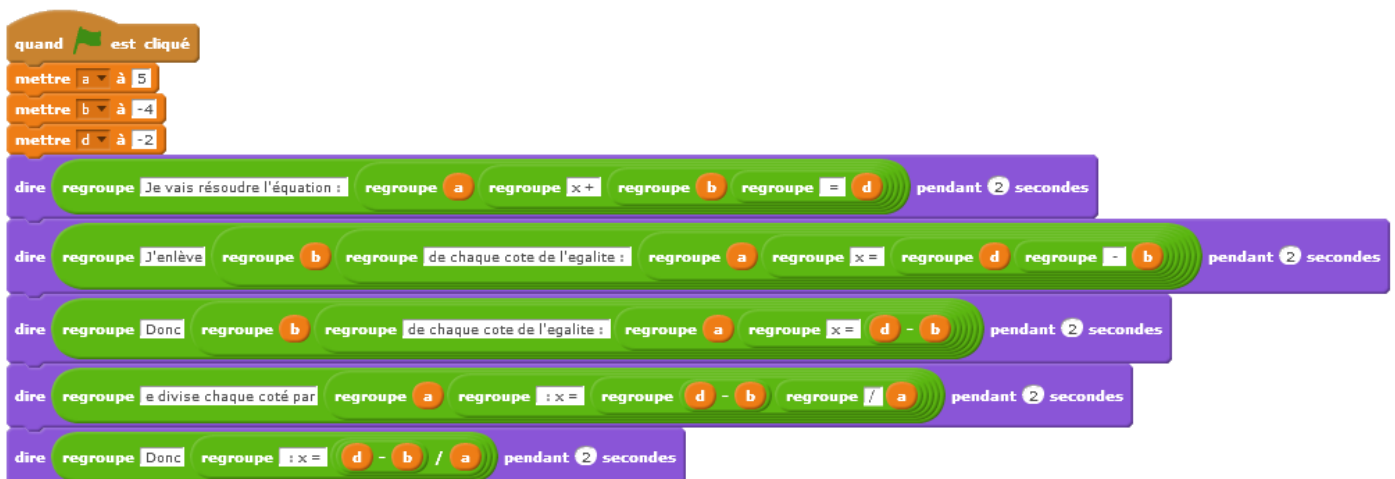 quand est cliqué
mettre a à 5
mettre b à -4
mettre d à -2
dire regroupe Je vais résoudre l'équation : regroupe a regroupe x + regroupe b regroupe = d pendant 2 secondes
dire regroupe J'enlève regroupe b regroupe de chaque cote de l'egalite : regroupe a regroupe x = regroupe d regroupe - b pendant 2 secondes
dire regroupe Donc regroupe b regroupe de chaque cote de l'egalite : regroupe a regroupe x = d - b pendant 2 secondes
dire regroupe e divise chaque coté par regroupe a regroupe : x = regroupe d - b regroupe / a pendant 2 secondes
dire regroupe Donc regroupe : x = d - b / a pendant 2 secondes